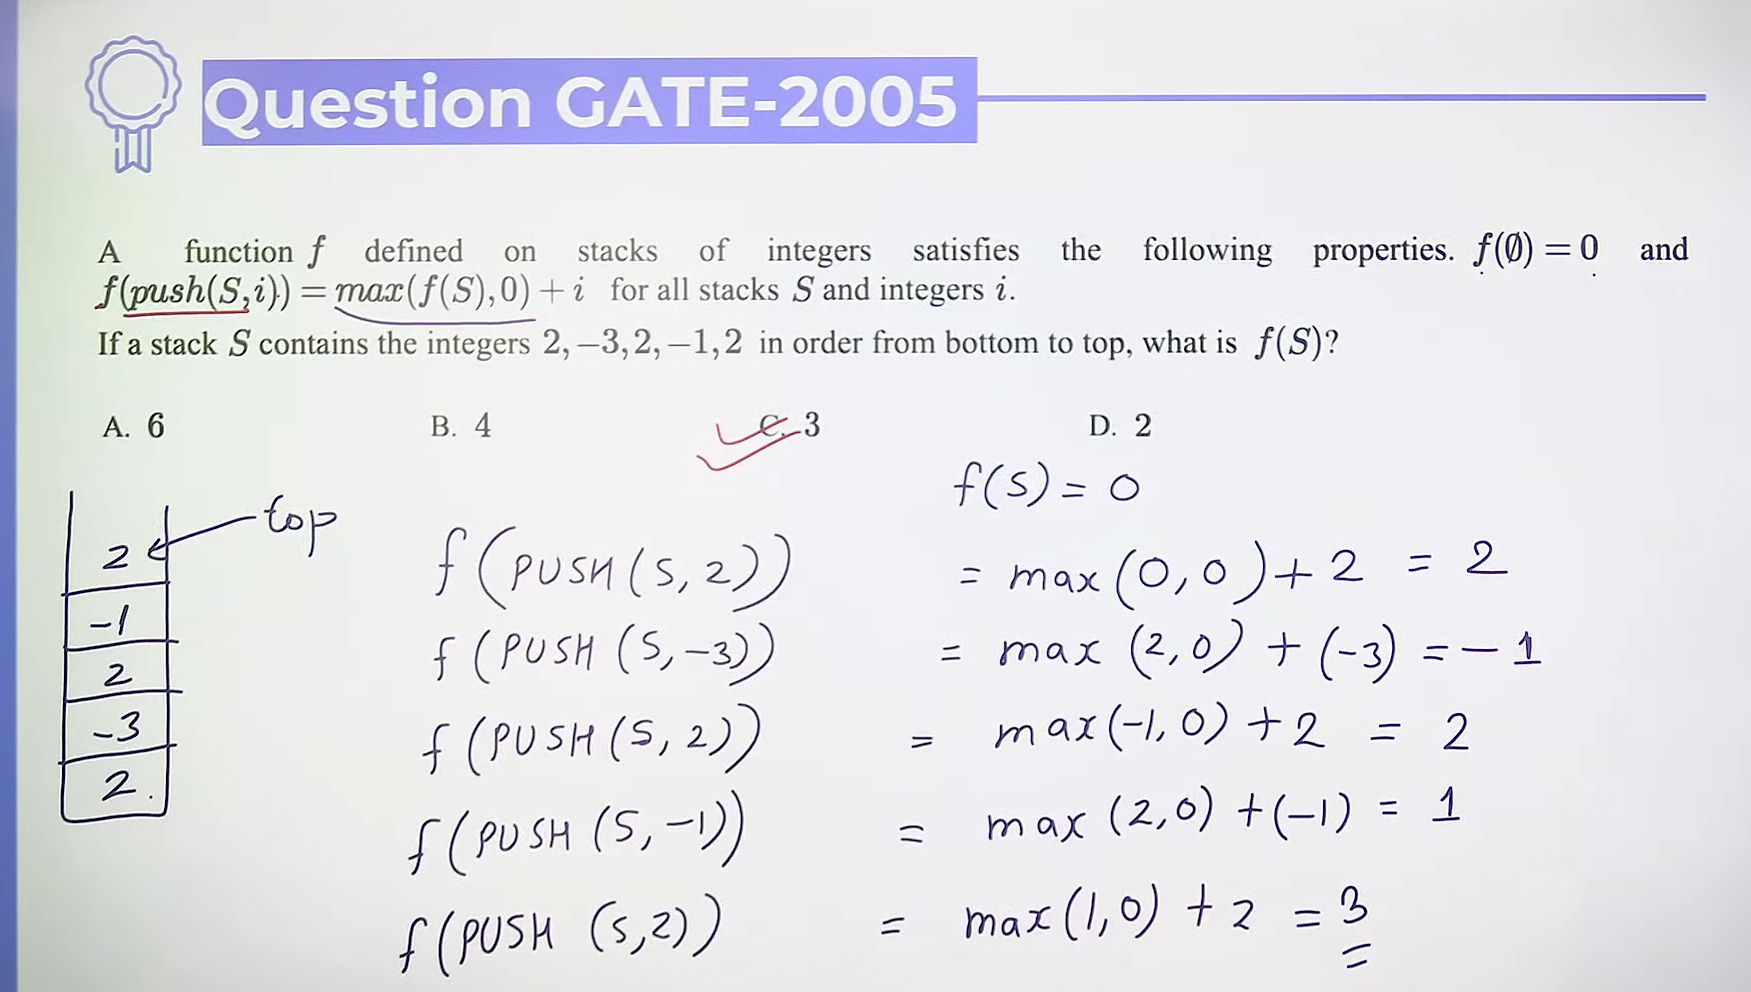 Question GATE-2005
A function f defined on stacks of integers satisfies the following properties. f(∅) = 0 and
f(push(S,i)) = max(f(S),0) + i for all stacks S and integers i.
If a stack S contains the integers 2,−3,2,−1,2 in order from bottom to top, what is f(S)?
A. 6 B. 4 C. 3 D. 2
f(S) = 0
top
2
-1
2
-3
2
f(PUSH(S,2)) = max(0,0)+2 = 2
f(PUSH(S,-3)) = max(2,0)+(-3) = -1
f(PUSH(S,2)) = max(-1,0)+2 = 2
f(PUSH(S,-1)) = max(2,0)+(-1) = 1
f(PUSH(S,2)) = max(1,0)+2 = 3